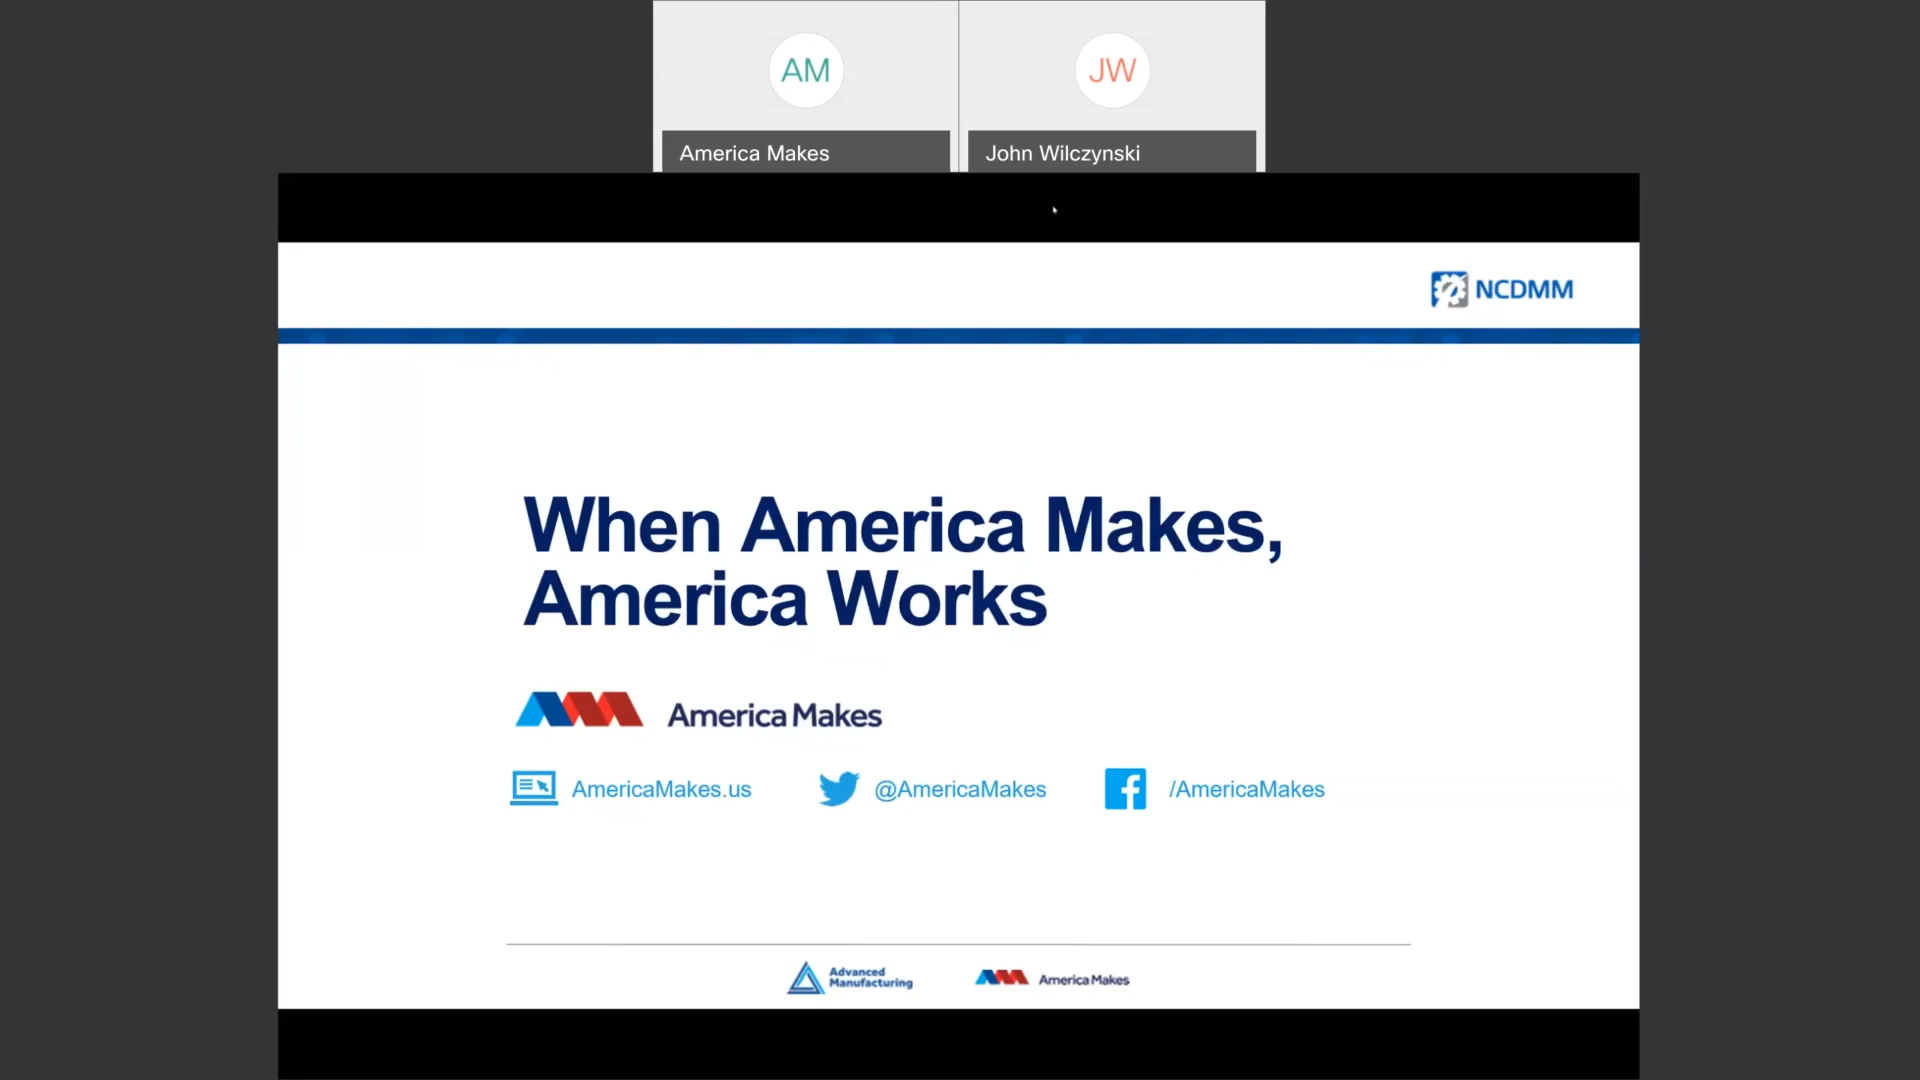 AM
JW
America Makes
John Wilczynski
NCDMM
When America Makes,
America Works
America Makes
AmericaMakes.us
@AmericaMakes
/AmericaMakes
Advanced
Manufacturing
America Makes